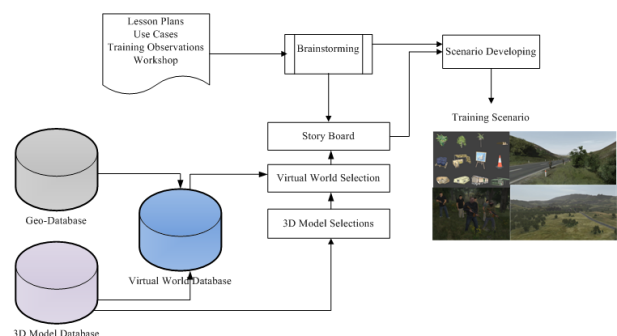 Lesson Plans
Use Cases
Training Observations
Workshop
Brainstorming
Scenario Developing
Training Scenario
Story Board
Virtual World Selection
3D Model Selections
Geo-Database
Virtual World Database
3D Model Database